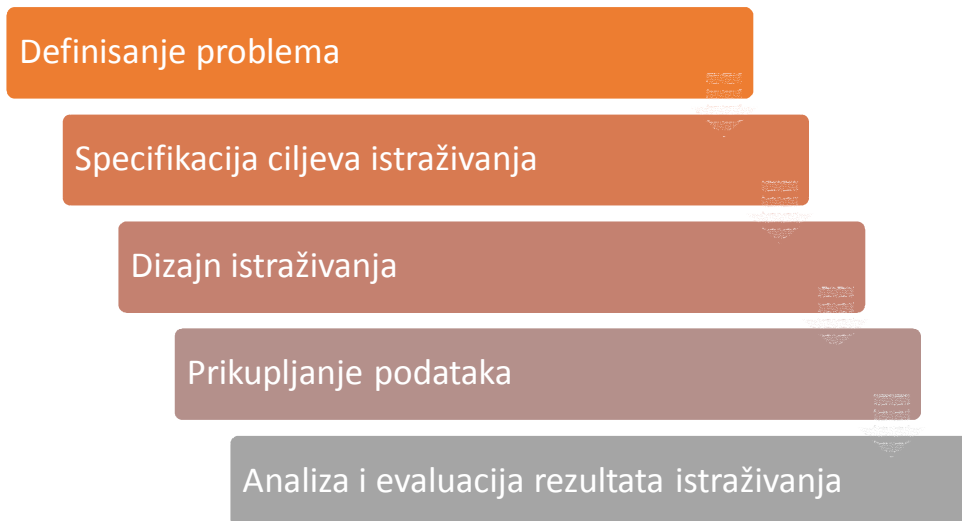 Definisanje problema
Specifikacija ciljeva istraživanja
Dizajn istraživanja
Prikupljanje podataka
Analiza i evaluacija rezultata istraživanja